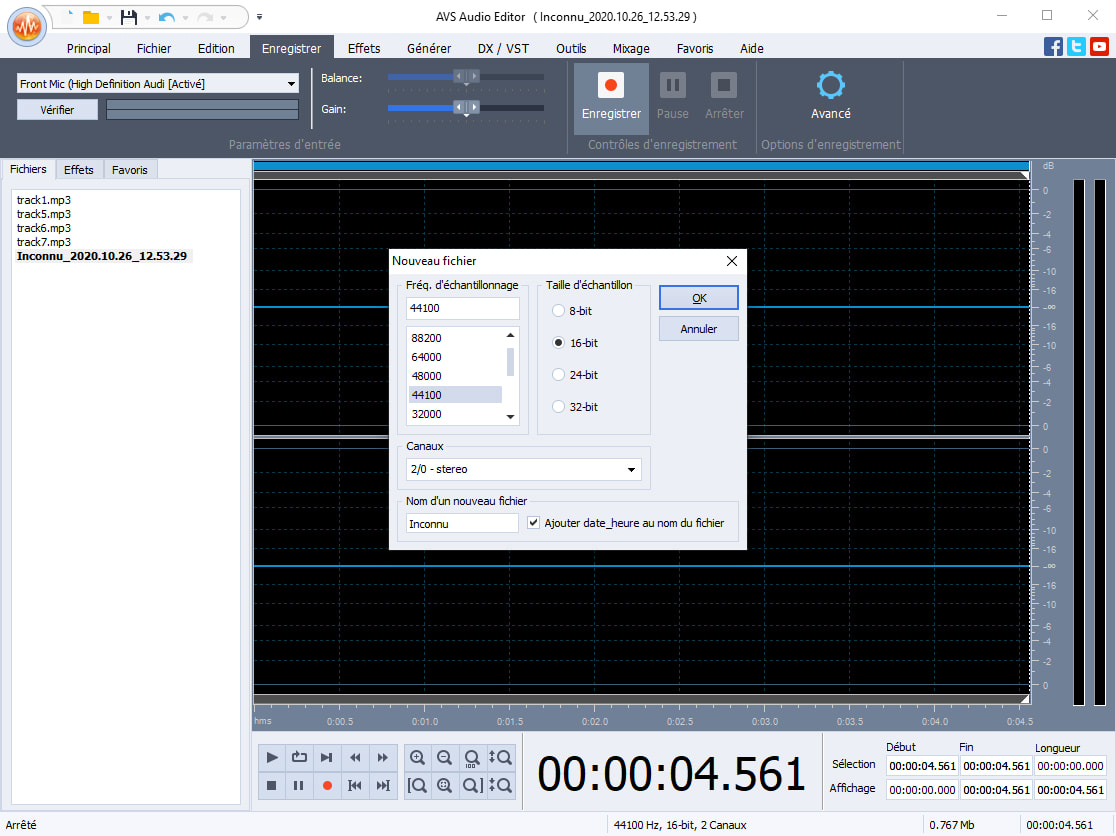 AVS Audio Editor ( Inconnu_2020.10.26_12.53.29 )
Principal Fichier Edition Enregistrer Effets Générer DX / VST Outils Mixage Favoris Aide
Front Mic (High Definition Audi [Activé]
Balance:
Vérifier
Gain:
Enregistrer Pause Arrêter Avancé
Paramètres d'entrée Contrôles d'enregistrement Options d'enregistrement
Fichiers Effets Favoris
track1.mp3
track5.mp3
track6.mp3
track7.mp3
Inconnu_2020.10.26_12.53.29
Nouveau fichier
Fréq. d'échantillonnage
44100
88200
64000
48000
44100
32000
Taille d'échantillon
8-bit
16-bit
24-bit
32-bit
OK
Annuler
Canaux
2/0 - stereo
Nom d'un nouveau fichier
Inconnu
Ajouter date_heure au nom du fichier
dB
0
-2
-4
-6
-10
-16
-∞
-16
-10
-6
-4
-2
0
0
-2
-4
-6
-10
-16
-∞
-16
-10
-6
-4
-2
0
hms 0:00.5 0:01.0 0:01.5 0:02.0 0:02.5 0:03.0 0:03.5 0:04.0 0:04.5
100
00:00:04.561
Début Fin Longueur
Sélection 00:00:04.561 00:00:04.561 00:00:00.000
Affichage 00:00:00.000 00:00:04.561 00:00:04.561
Arrêté 44100 Hz, 16-bit, 2 Canaux 0.767 Mb 00:00:04.561